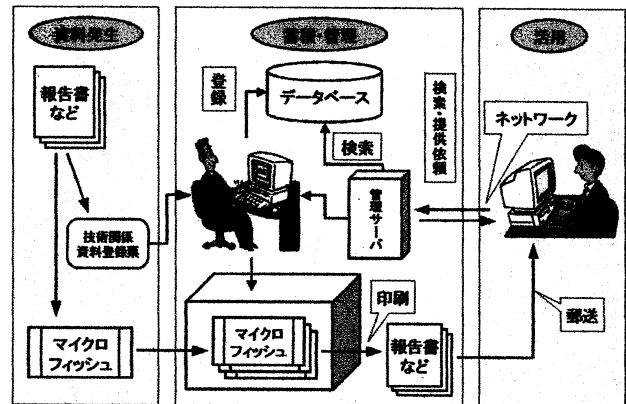 資料発生
報告書
など
技術関係
資料登録票
マイクロ
フィッシュ
蓄積・管理
登録
データベース
検索
管理サーバ
マイクロ
フィッシュ
印刷
報告書
など
検索・提供依頼
活用
ネットワーク
郵送